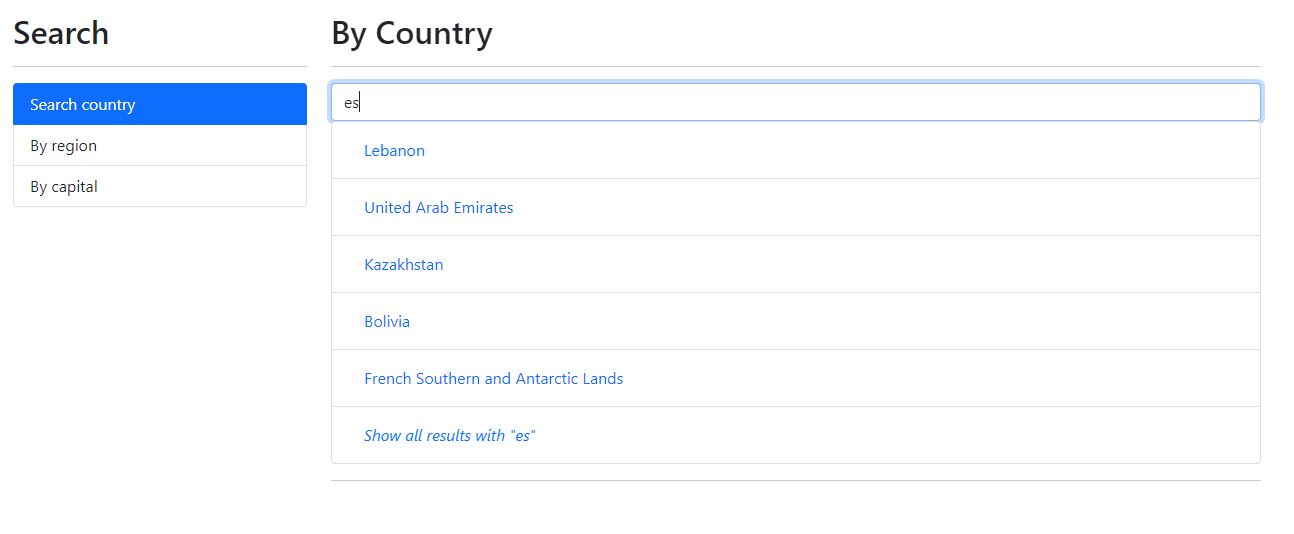 Search
Search country
By region
By capital
By Country
es
Lebanon
United Arab Emirates
Kazakhstan
Bolivia
French Southern and Antarctic Lands
Show all results with "es"